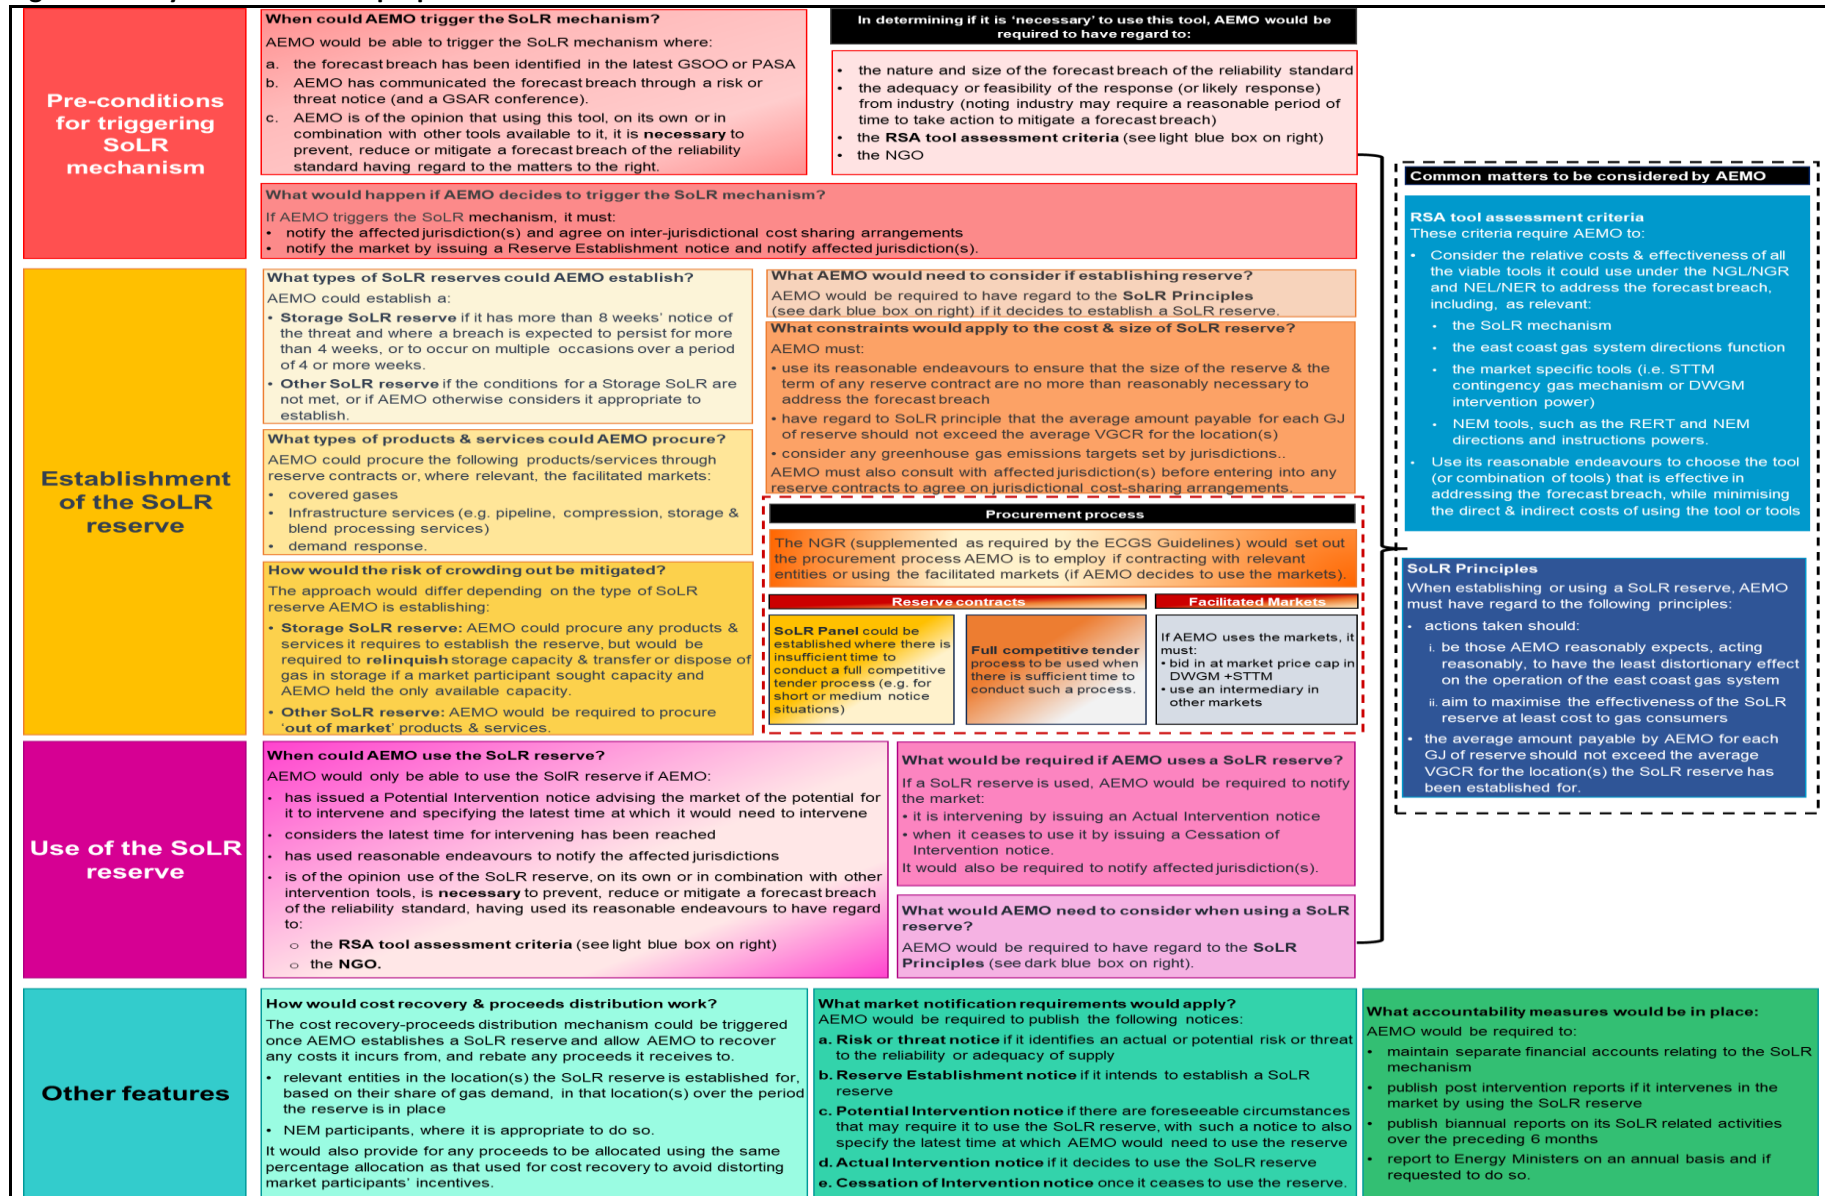 Pre-conditions
for triggering
SoLR
mechanism
When could AEMO trigger the SoLR mechanism?
AEMO would be able to trigger the SoLR mechanism where:
a. the forecast breach has been identified in the latest GSOO or PASA
b. AEMO has communicated the forecast breach through a risk or
threat notice (and a GSAR conference).
c. AEMO is of the opinion that using this tool, on its own or in
combination with other tools available to it, it is necessary to
prevent, reduce or mitigate a forecast breach of the reliability
standard having regard to the matters to the right.
In determining if it is ‘necessary’ to use this tool, AEMO would be
required to have regard to:
• the nature and size of the forecast breach of the reliability standard
• the adequacy or feasibility of the response (or likely response)
from industry (noting industry may require a reasonable period of
time to take action to mitigate a forecast breach)
• the RSA tool assessment criteria (see light blue box on right)
• the NGO
What would happen if AEMO decides to trigger the SoLR mechanism?
If AEMO triggers the SoLR mechanism, it must:
• notify the affected jurisdiction(s) and agree on inter-jurisdictional cost sharing arrangements
• notify the market by issuing a Reserve Establishment notice and notify affected jurisdiction(s).
Establishment
of the SoLR
reserve
What types of SoLR reserves could AEMO establish?
AEMO could establish a:
• Storage SoLR reserve if it has more than 8 weeks’ notice of
the threat and where a breach is expected to persist for more
than 4 weeks, or to occur on multiple occasions over a period
of 4 or more weeks.
• Other SoLR reserve if the conditions for a Storage SoLR are
not met, or if AEMO otherwise considers it appropriate to
establish.
What types of products & services could AEMO procure?
AEMO could procure the following products/services through
reserve contracts or, where relevant, the facilitated markets:
• covered gases
• Infrastructure services (e.g. pipeline, compression, storage &
blend processing services)
• demand response.
How would the risk of crowding out be mitigated?
The approach would differ depending on the type of SoLR
reserve AEMO is establishing:
• Storage SoLR reserve: AEMO could procure any products &
services it requires to establish the reserve, but would be
required to relinquish storage capacity & transfer or dispose of
gas in storage if a market participant sought capacity and
AEMO held the only available capacity.
• Other SoLR reserve: AEMO would be required to procure
‘out of market’ products & services.
What AEMO would need to consider if establishing reserve?
AEMO would be required to have regard to the SoLR Principles
(see dark blue box on right) if it decides to establish a SoLR reserve.
What constraints would apply to the cost & size of SoLR reserve?
AEMO must:
• use its reasonable endeavours to ensure that the size of the reserve & the
term of any reserve contract are no more than reasonably necessary to
address the forecast breach
• have regard to SoLR principle that the average amount payable for each GJ
of reserve should not exceed the average VGCR for the location(s)
• consider any greenhouse gas emissions targets set by jurisdictions..
AEMO must also consult with affected jurisdiction(s) before entering into any
reserve contracts to agree on jurisdictional cost-sharing arrangements.
Procurement process
The NGR (supplemented as required by the ECGS Guidelines) would set out
the procurement process AEMO is to employ if contracting with relevant
entities or using the facilitated markets (if AEMO decides to use the markets).
Reserve contracts
Facilitated Markets
SoLR Panel could be
established where there is
insufficient time to
conduct a full competitive
tender process (e.g. for
short or medium notice
situations)
Full competitive tender
process to be used when
there is sufficient time to
conduct such a process.
If AEMO uses the markets, it
must:
• bid in at market price cap in
DWGM +STTM
• use an intermediary in
other markets
Use of the SoLR
reserve
When could AEMO use the SoLR reserve?
AEMO would only be able to use the SolR reserve if AEMO:
• has issued a Potential Intervention notice advising the market of the potential for
it to intervene and specifying the latest time at which it would need to intervene
• considers the latest time for intervening has been reached
• has used reasonable endeavours to notify the affected jurisdictions
• is of the opinion use of the SoLR reserve, on its own or in combination with other
intervention tools, is necessary to prevent, reduce or mitigate a forecast breach
of the reliability standard, having used its reasonable endeavours to have regard
to:
o the RSA tool assessment criteria (see light blue box on right)
o the NGO.
What would be required if AEMO uses a SoLR reserve?
If a SoLR reserve is used, AEMO would be required to notify
the market:
• it is intervening by issuing an Actual Intervention notice
• when it ceases to use it by issuing a Cessation of
Intervention notice.
It would also be required to notify affected jurisdiction(s).
What would AEMO need to consider when using a SoLR
reserve?
AEMO would be required to have regard to the SoLR
Principles (see dark blue box on right).
Common matters to be considered by AEMO
RSA tool assessment criteria
These criteria require AEMO to:
• Consider the relative costs & effectiveness of all
the viable tools it could use under the NGL/NGR
and NEL/NER to address the forecast breach,
including, as relevant:
• the SoLR mechanism
• the east coast gas system directions function
• the market specific tools (i.e. STTM
contingency gas mechanism or DWGM
intervention power)
• NEM tools, such as the RERT and NEM
directions and instructions powers.
• Use its reasonable endeavours to choose the tool
(or combination of tools) that is effective in
addressing the forecast breach, while minimising
the direct & indirect costs of using the tool or tools
SoLR Principles
When establishing or using a SoLR reserve, AEMO
must have regard to the following principles:
• actions taken should:
i. be those AEMO reasonably expects, acting
reasonably, to have the least distortionary effect
on the operation of the east coast gas system
ii. aim to maximise the effectiveness of the SoLR
reserve at least cost to gas consumers
• the average amount payable by AEMO for each
GJ of reserve should not exceed the average
VGCR for the location(s) the SoLR reserve has
been established for.
Other features
How would cost recovery & proceeds distribution work?
The cost recovery-proceeds distribution mechanism could be triggered
once AEMO establishes a SoLR reserve and allow AEMO to recover
any costs it incurs from, and rebate any proceeds it receives to.
• relevant entities in the location(s) the SoLR reserve is established for,
based on their share of gas demand, in that location(s) over the period
the reserve is in place
• NEM participants, where it is appropriate to do so.
It would also provide for any proceeds to be allocated using the same
percentage allocation as that used for cost recovery to avoid distorting
market participants’ incentives.
What market notification requirements would apply?
AEMO would be required to publish the following notices:
a. Risk or threat notice if it identifies an actual or potential risk or threat
to the reliability or adequacy of supply
b. Reserve Establishment notice if it intends to establish a SoLR
reserve
c. Potential Intervention notice if there are foreseeable circumstances
that may require it to use the SoLR reserve, with such a notice to also
specify the latest time at which AEMO would need to use the reserve
d. Actual Intervention notice if it decides to use the SoLR reserve
e. Cessation of Intervention notice once it ceases to use the reserve.
What accountability measures would be in place:
AEMO would be required to:
• maintain separate financial accounts relating to the SoLR
mechanism
• publish post intervention reports if it intervenes in the
market by using the SoLR reserve
• publish biannual reports on its SoLR related activities
over the preceding 6 months
• report to Energy Ministers on an annual basis and if
requested to do so.